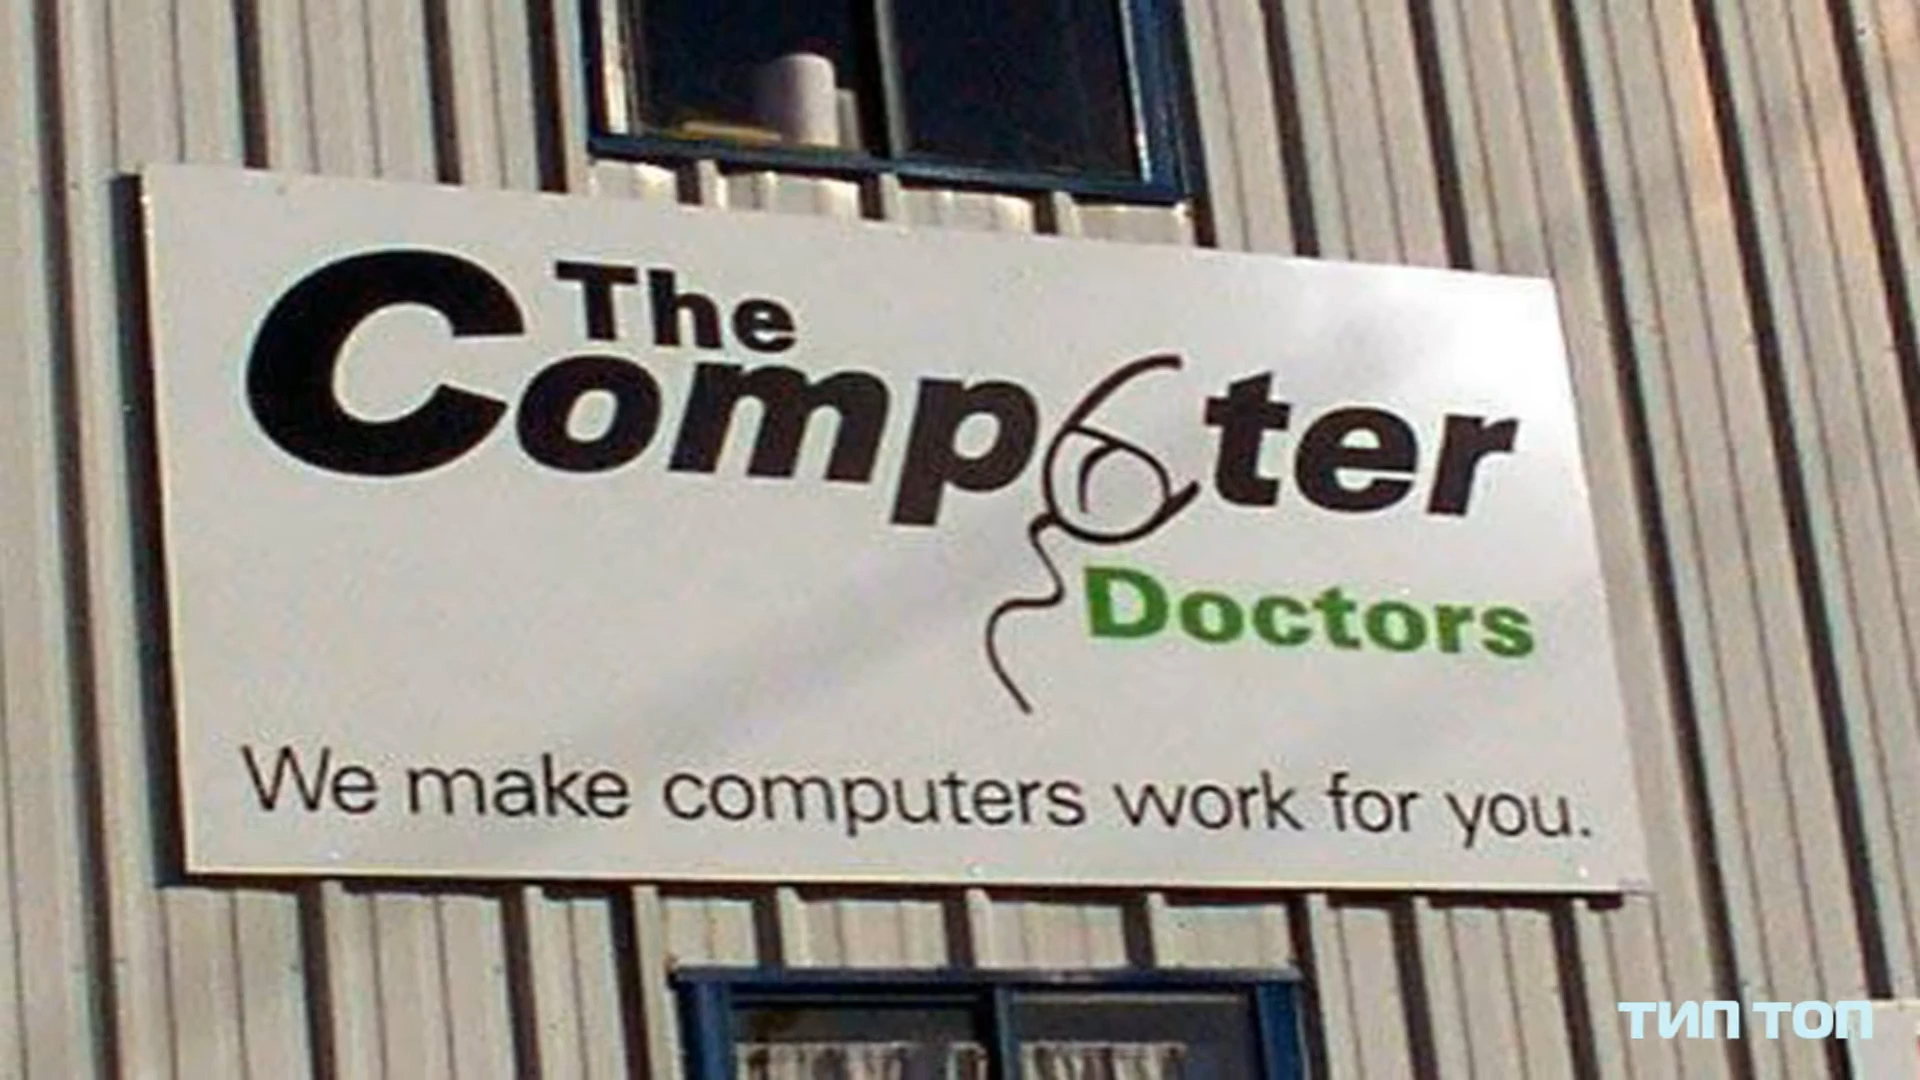 The
Computer
Doctors
We make computers work for you.
ТИП ТОП